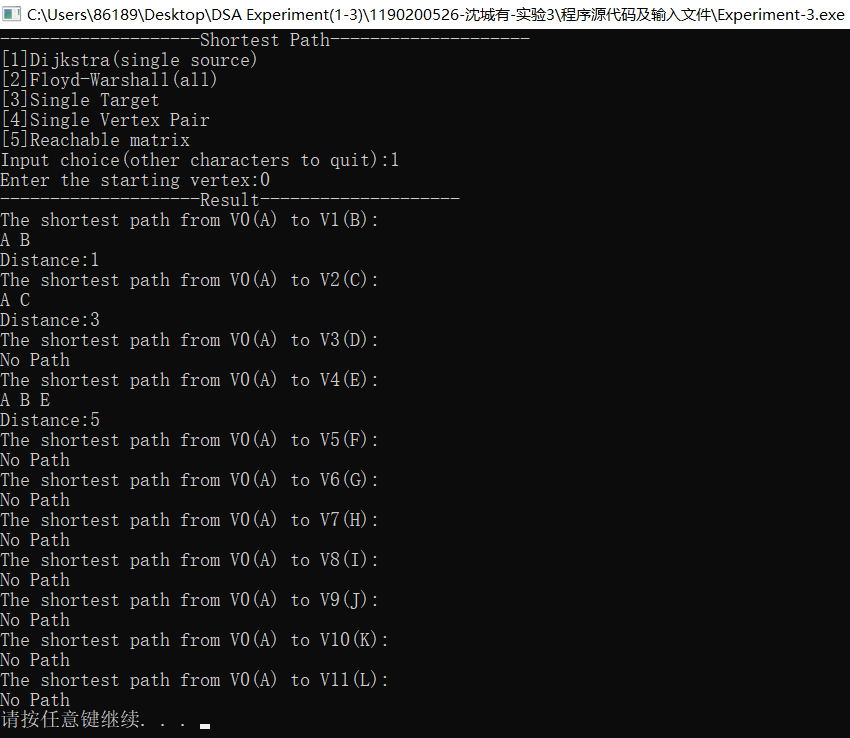 C:\Users\86189\Desktop\DSA Experiment(1-3)\1190200526-沈城有-实验3\程序源代码及输入文件\Experiment-3.exe
--------------------Shortest Path--------------------
[1]Dijkstra(single source)
[2]Floyd-Warshall(all)
[3]Single Target
[4]Single Vertex Pair
[5]Reachable matrix
Input choice(other characters to quit):1
Enter the starting vertex:0
--------------------Result--------------------
The shortest path from V0(A) to V1(B):
A B
Distance:1
The shortest path from V0(A) to V2(C):
A C
Distance:3
The shortest path from V0(A) to V3(D):
No Path
The shortest path from V0(A) to V4(E):
A B E
Distance:5
The shortest path from V0(A) to V5(F):
No Path
The shortest path from V0(A) to V6(G):
No Path
The shortest path from V0(A) to V7(H):
No Path
The shortest path from V0(A) to V8(I):
No Path
The shortest path from V0(A) to V9(J):
No Path
The shortest path from V0(A) to V10(K):
No Path
The shortest path from V0(A) to V11(L):
No Path
请按任意键继续. . .